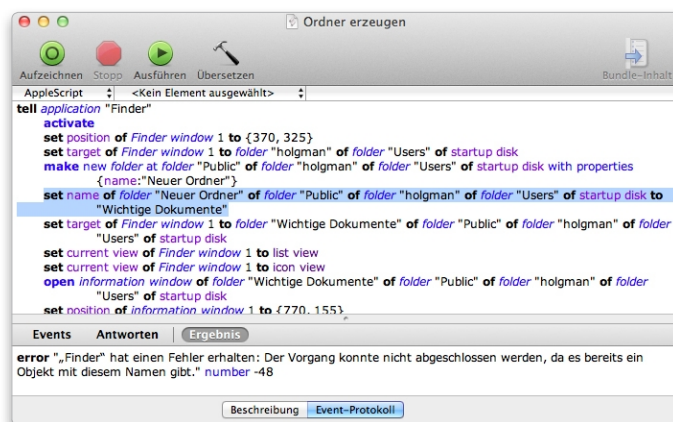 Ordner erzeugen
Aufzeichnen Stopp Ausführen Übersetzen Bundle-Inhalt
AppleScript <Kein Element ausgewählt>
tell application "Finder"
activate
set position of Finder window 1 to {370, 325}
set target of Finder window 1 to folder "holgman" of folder "Users" of startup disk
make new folder at folder "Public" of folder "holgman" of folder "Users" of startup disk with properties
{name:"Neuer Ordner"}
set name of folder "Neuer Ordner" of folder "Public" of folder "holgman" of folder "Users" of startup disk to
"Wichtige Dokumente"
set target of Finder window 1 to folder "Wichtige Dokumente" of folder "Public" of folder "holgman" of folder
"Users" of startup disk
set current view of Finder window 1 to list view
set current view of Finder window 1 to icon view
open information window of folder "Wichtige Dokumente" of folder "Public" of folder "holgman" of folder
"Users" of startup disk
set position of information window 1 to {770, 155}
Events Antworten Ergebnis
error "„Finder“ hat einen Fehler erhalten: Der Vorgang konnte nicht abgeschlossen werden, da es bereits ein
Objekt mit diesem Namen gibt." number -48
Beschreibung Event-Protokoll